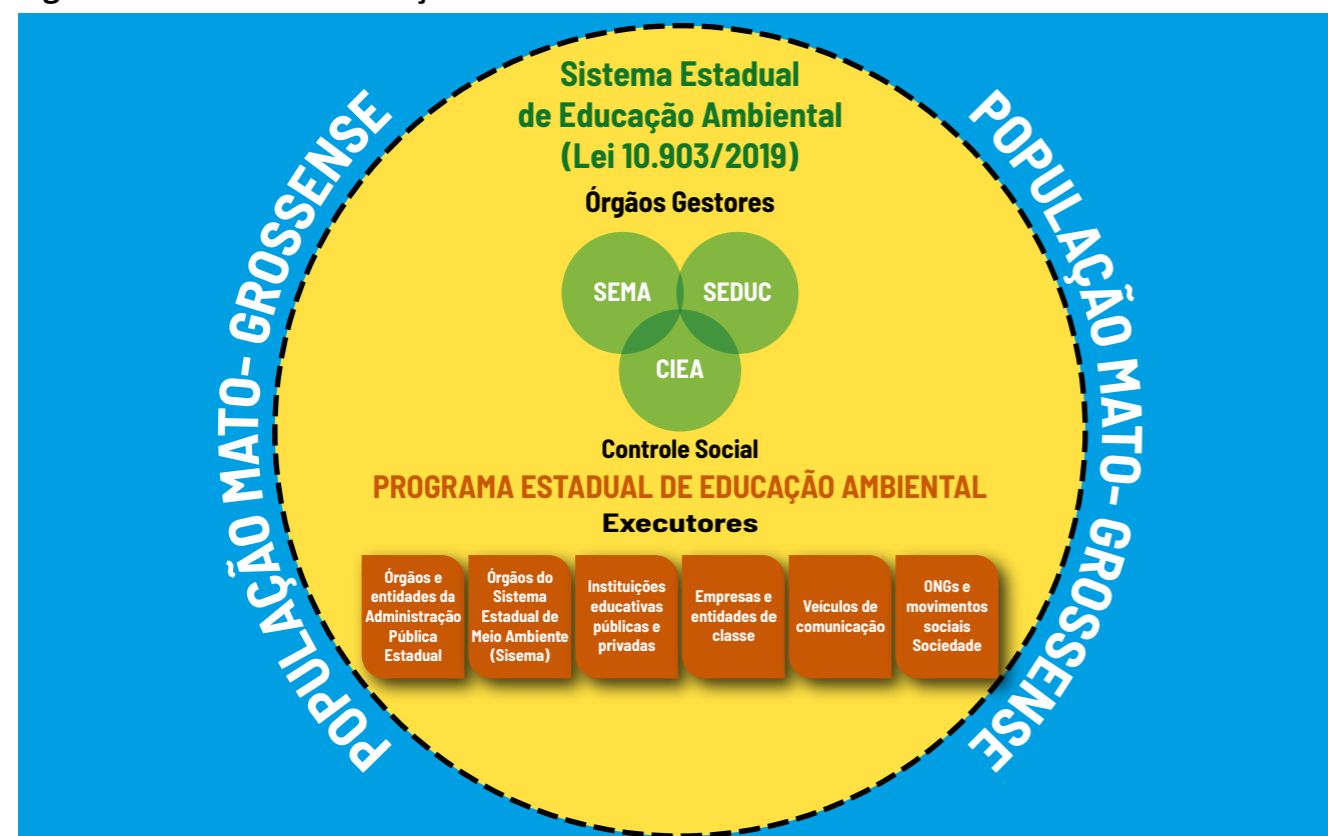 Sistema Estadual
de Educação Ambiental
(Lei 10.903/2019)
Órgãos Gestores
SEMA
SEDUC
CIEA
Controle Social
PROGRAMA ESTADUAL DE EDUCAÇÃO AMBIENTAL
Executores
Órgãos e
entidades da
Administração
Pública
Estadual
Órgãos do
Sistema
Estadual de
Meio Ambiente
(Sisema)
Instituições
educativas
públicas e
privadas
Empresas e
entidades de
classe
Veículos de
comunicação
ONGs e
movimentos
sociais
Sociedade
POPULAÇÃO MATO- GROSSENSE
POPULAÇÃO MATO- GROSSENSE